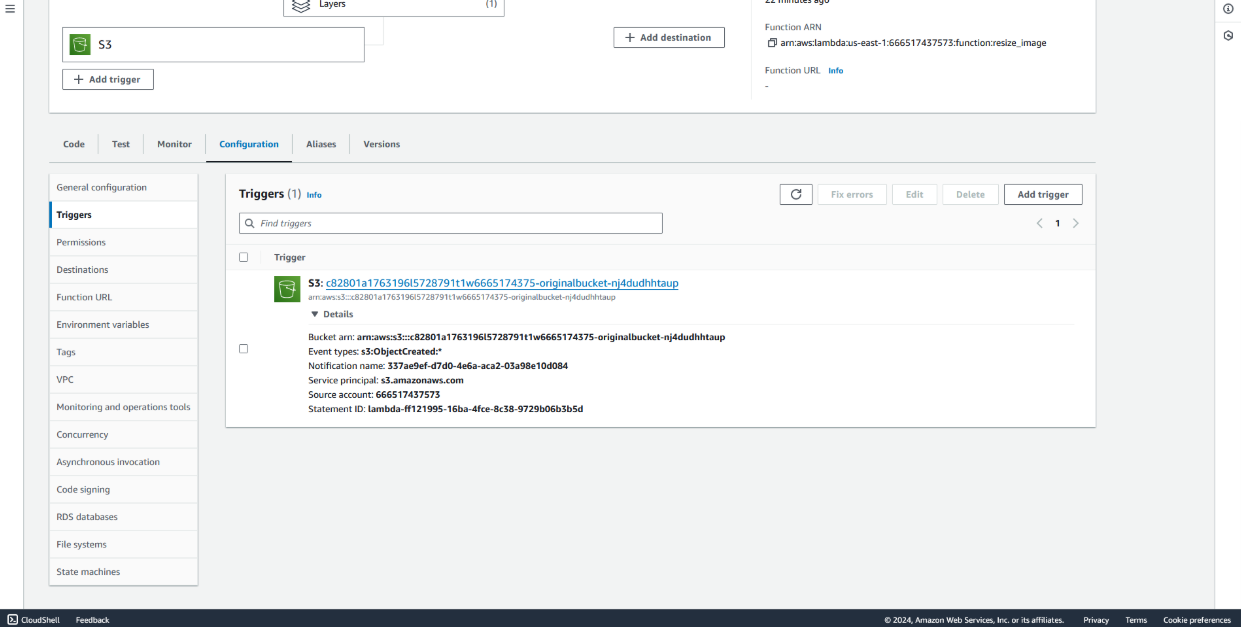 Layers (1)
S3
Add trigger
Add destination
22 minutes ago
Function ARN
arn:aws:lambda:us-east-1:666517437573:function:resize_image
Function URL Info
-
Code Test Monitor Configuration Aliases Versions
General configuration
Triggers
Permissions
Destinations
Function URL
Environment variables
Tags
VPC
Monitoring and operations tools
Concurrency
Asynchronous invocation
Code signing
RDS databases
File systems
State machines
Triggers (1) Info
Fix errors Edit Delete Add trigger
Find triggers
1
Trigger
S3: c82801a1763196l5728791t1w6665174375-originalbucket-nj4dudhhtaup
arn:aws:s3:::c82801a1763196l5728791t1w6665174375-originalbucket-nj4dudhhtaup
Details
Bucket arn: arn:aws:s3:::c82801a1763196l5728791t1w6665174375-originalbucket-nj4dudhhtaup
Event types: s3:ObjectCreated:*
Notification name: 337ae9ef-d7d0-4e6a-aca2-03a98e10d084
Service principal: s3.amazonaws.com
Source account: 666517437573
Statement ID: lambda-ff121995-16ba-4fce-8c38-9729b06b3b5d
CloudShell Feedback © 2024, Amazon Web Services, Inc. or its affiliates. Privacy Terms Cookie preferences